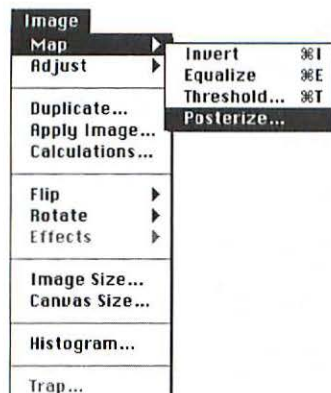 Image
Map
Adjust
Duplicate...
Apply Image...
Calculations...
Flip
Rotate
Effects
Image Size...
Canvas Size...
Histogram...
Trap...
Invert ⌘I
Equalize ⌘E
Threshold... ⌘T
Posterize...